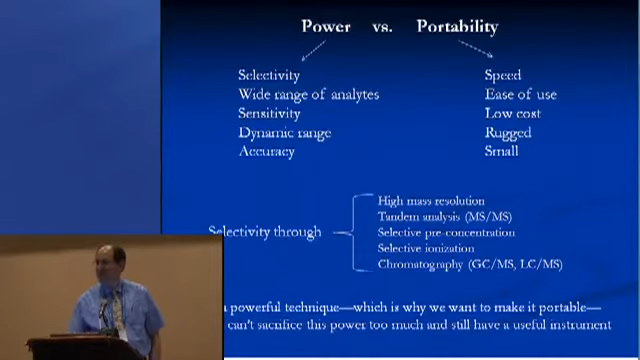 Power vs. Portability
Selectivity
Wide range of analytes
Sensitivity
Dynamic range
Accuracy
Speed
Ease of use
Low cost
Rugged
Small
Selectivity through
High mass resolution
Tandem analysis (MS/MS)
Selective pre-concentration
Selective ionization
Chromatography (GC/MS, LC/MS)
a powerful technique—which is why we want to make it portable—
can't sacrifice this power too much and still have a useful instrument